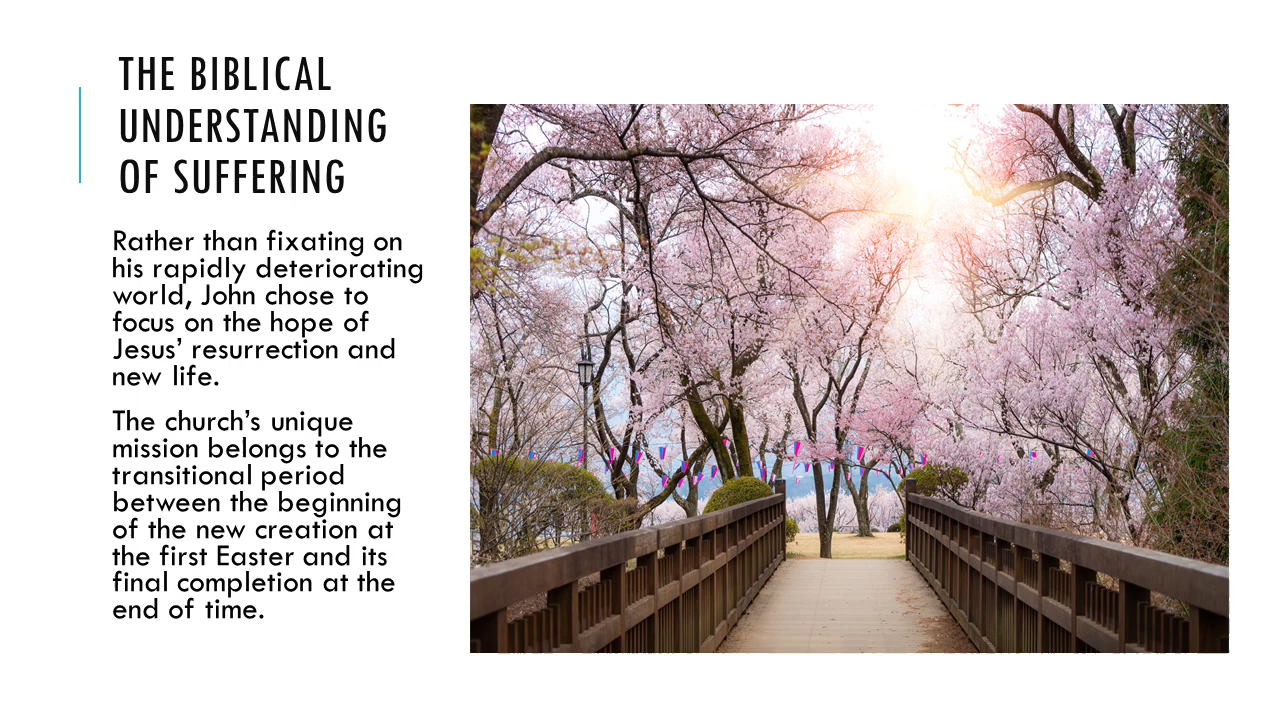 THE BIBLICAL
UNDERSTANDING
OF SUFFERING
Rather than fixating on
his rapidly deteriorating
world, John chose to
focus on the hope of
Jesus’ resurrection and
new life.
The church’s unique
mission belongs to the
transitional period
between the beginning
of the new creation at
the first Easter and its
final completion at the
end of time.